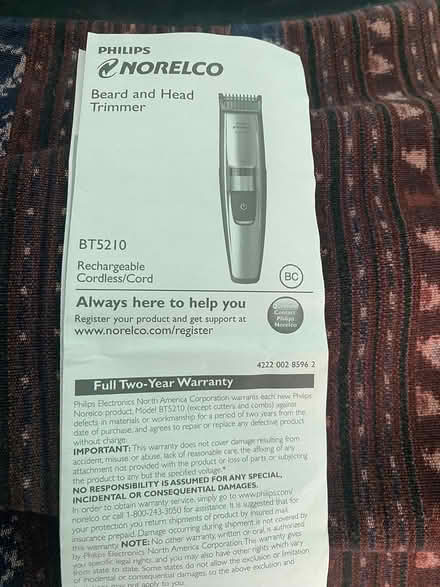 PHILIPS
NORELCO
Beard and Head
Trimmer
BT5210
Rechargeable
Cordless/Cord
BC
Always here to help you
Register your product and get support at
www.norelco.com/register
Contact
Philips
Norelco
4222 002 8596 2
Full Two-Year Warranty
Philips Electronics North America Corporation warrants each new Philips
Norelco product, Model BT5210 (except cutters and combs) against
defects in materials or workmanship for a period of two years from the
date of purchase, and agrees to repair or replace any defective product
without charge.
IMPORTANT: This warranty does not cover damage resulting from
accident, misuse or abuse, lack of reasonable care, the affixing of any
attachment not provided with the product or loss of parts or subjecting
the product to any but the specified voltage.*
NO RESPONSIBILITY IS ASSUMED FOR ANY SPECIAL,
INCIDENTAL OR CONSEQUENTIAL DAMAGES.
In order to obtain warranty service, simply go to www.philips.com/
norelco or call 1-800-243-3050 for assistance. It is suggested that for
your protection you return shipments of product by insured mail,
insurance prepaid. Damage occurring during shipment is not covered by
this warranty. NOTE: No other warranty, written or oral, is authorized
by Philips Electronics North America Corporation. This warranty gives
you specific legal rights, and you may also have other rights which vary
from state to state. Some states do not allow the exclusion or limitation
of incidental or consequential damages, so the above exclusion and
may not apply to you.